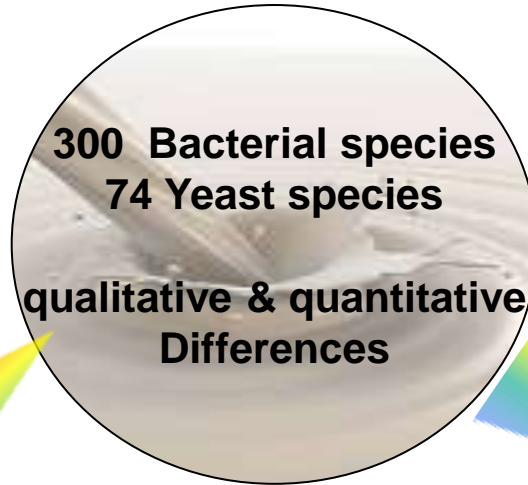 300 Bacterial species
74 Yeast species
qualitative & quantitative
Differences